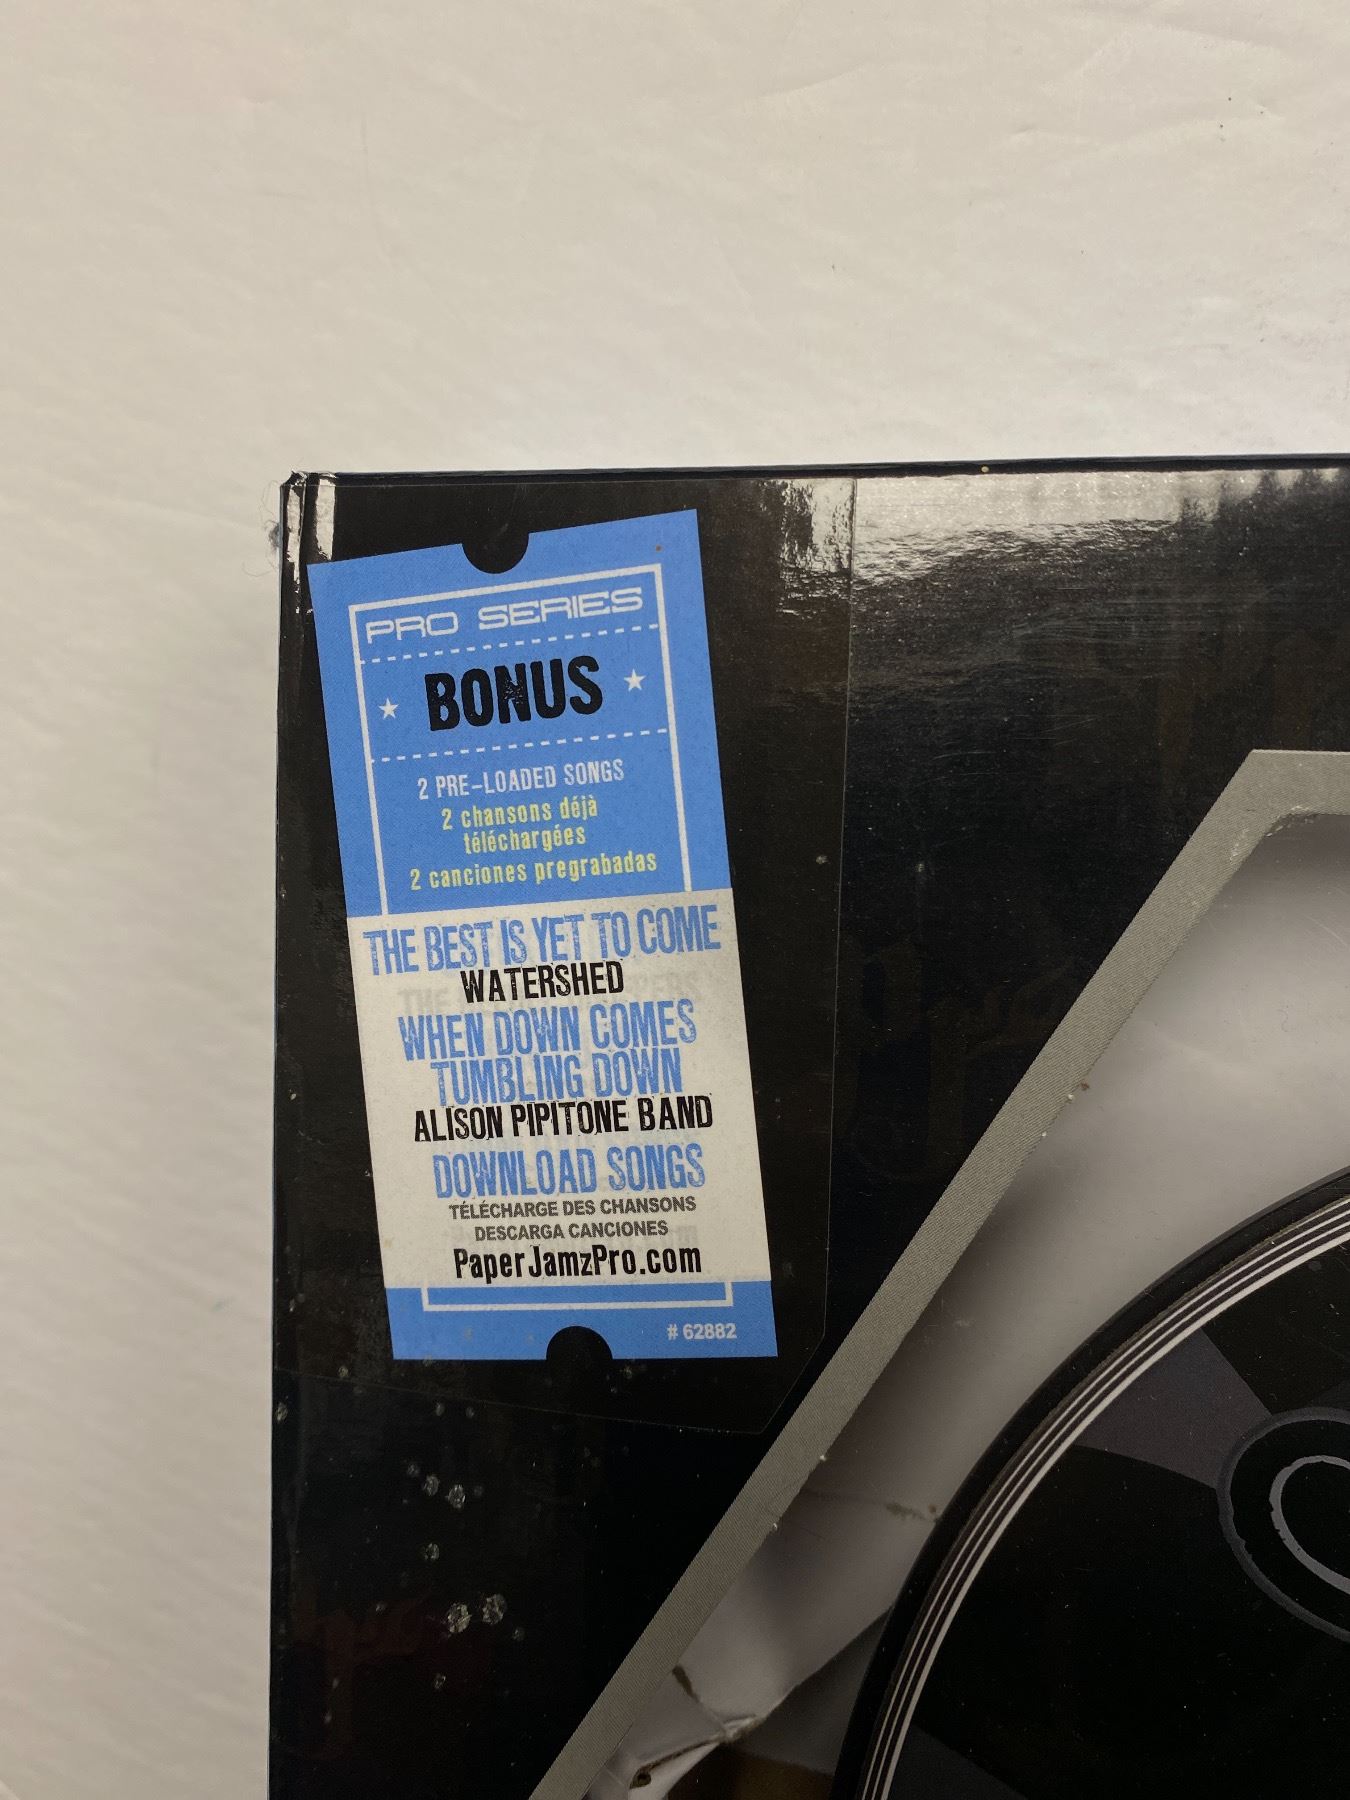 PRO SERIES
BONUS
2 PRE-LOADED SONGS
2 chansons déjà
téléchargées
2 canciones pregrabadas
THE BEST IS YET TO COME
WATERSHED
WHEN DOWN COMES
TUMBLING DOWN
ALISON PIPITONE BAND
DOWNLOAD SONGS
TÉLÉCHARGE DES CHANSONS
DESCARGA CANCIONES
PaperJamzPro.com
# 62882